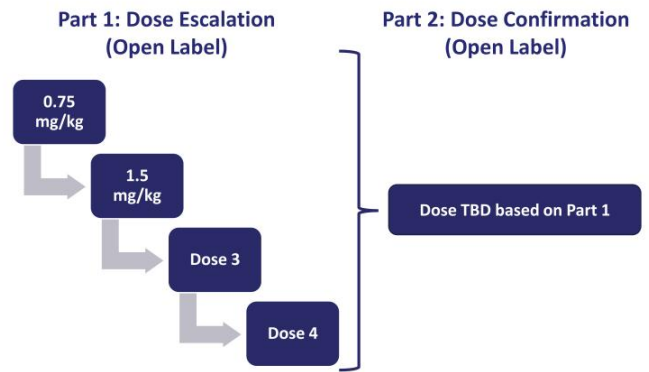 Part 1: Dose Escalation
(Open Label)
Part 2: Dose Confirmation
(Open Label)
0.75
mg/kg
1.5
mg/kg
Dose 3
Dose 4
Dose TBD based on Part 1